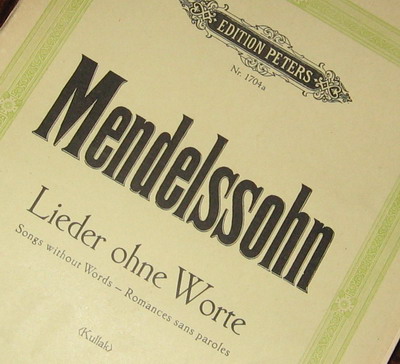 EDITION PETERS
Nr. 1704a
Mendelssohn
Lieder ohne Worte
Songs without Words – Romances sans paroles
(Kullak)